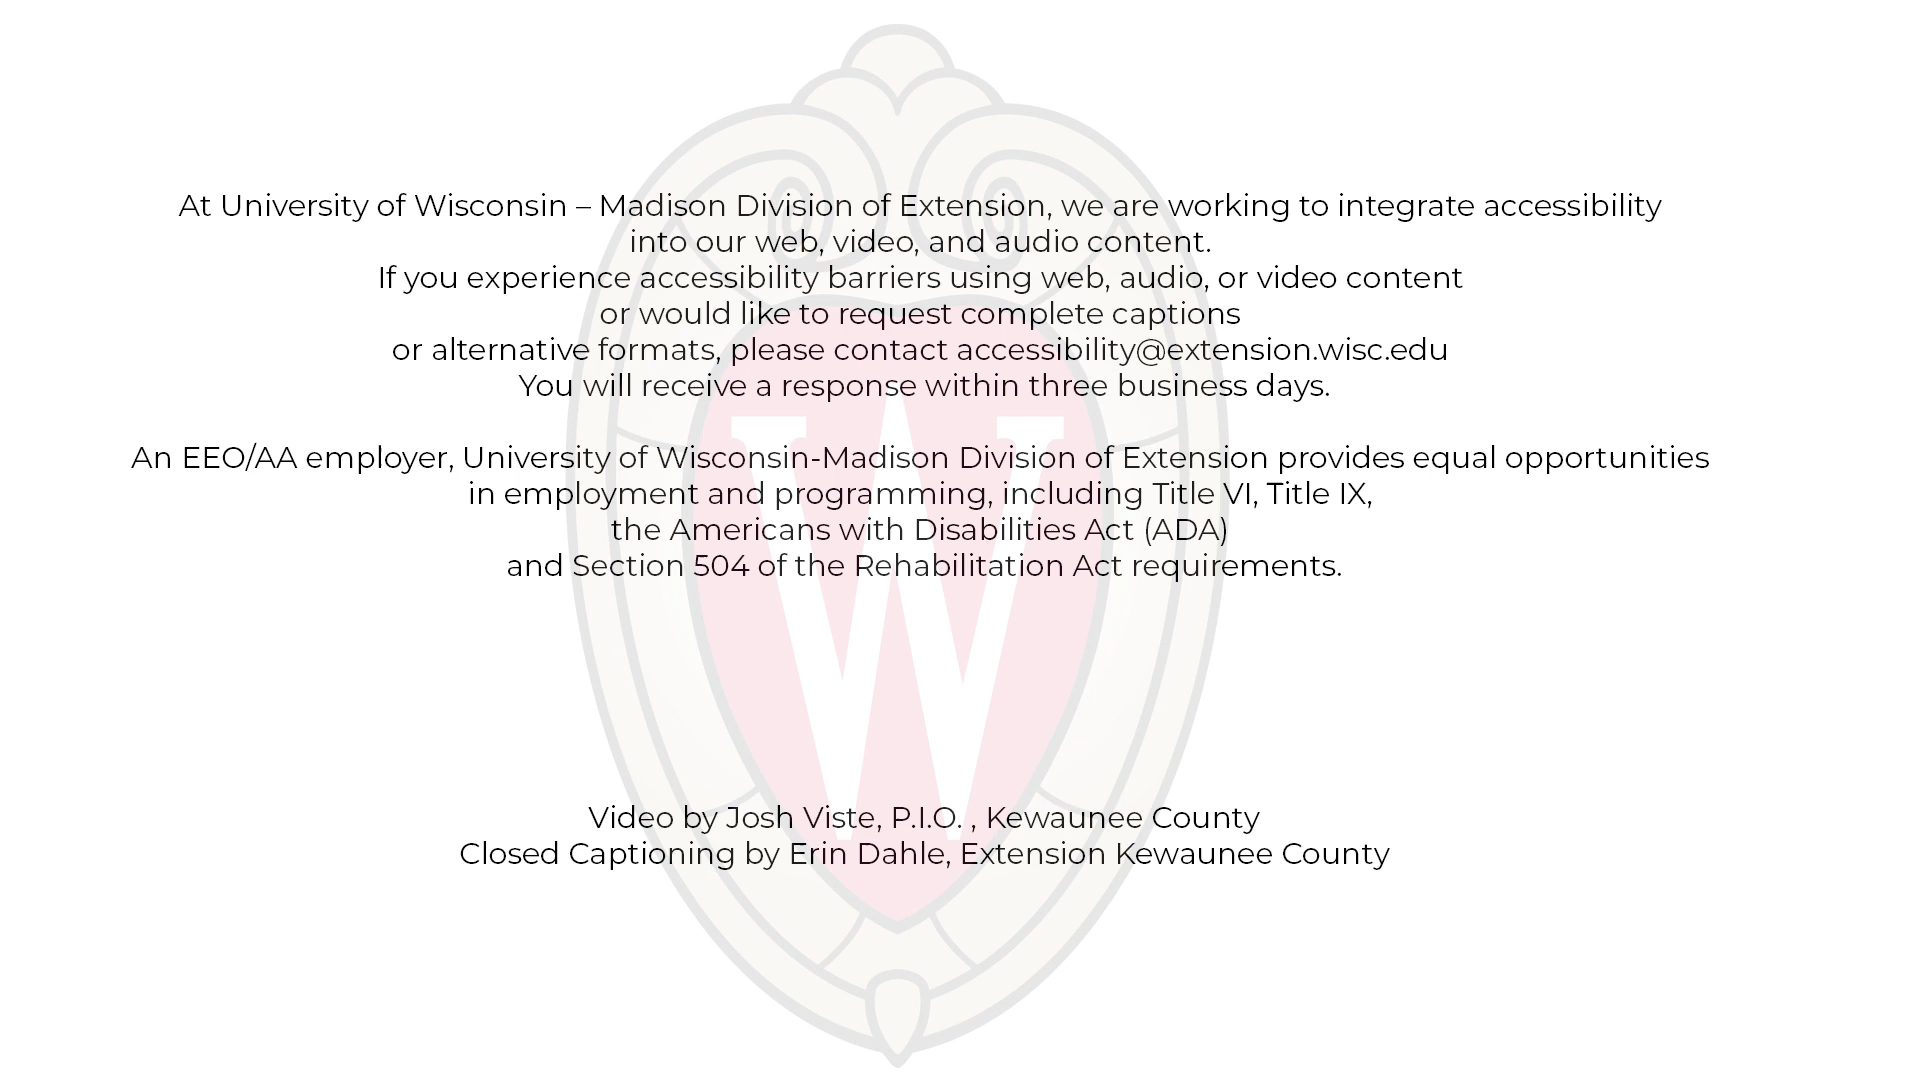 At University of Wisconsin – Madison Division of Extension, we are working to integrate accessibility
into our web, video, and audio content.
If you experience accessibility barriers using web, audio, or video content
or would like to request complete captions
or alternative formats, please contact accessibility@extension.wisc.edu
You will receive a response within three business days.
An EEO/AA employer, University of Wisconsin-Madison Division of Extension provides equal opportunities
in employment and programming, including Title VI, Title IX,
the Americans with Disabilities Act (ADA)
and Section 504 of the Rehabilitation Act requirements.
W
Video by Josh Viste, P.I.O. , Kewaunee County
Closed Captioning by Erin Dahle, Extension Kewaunee County